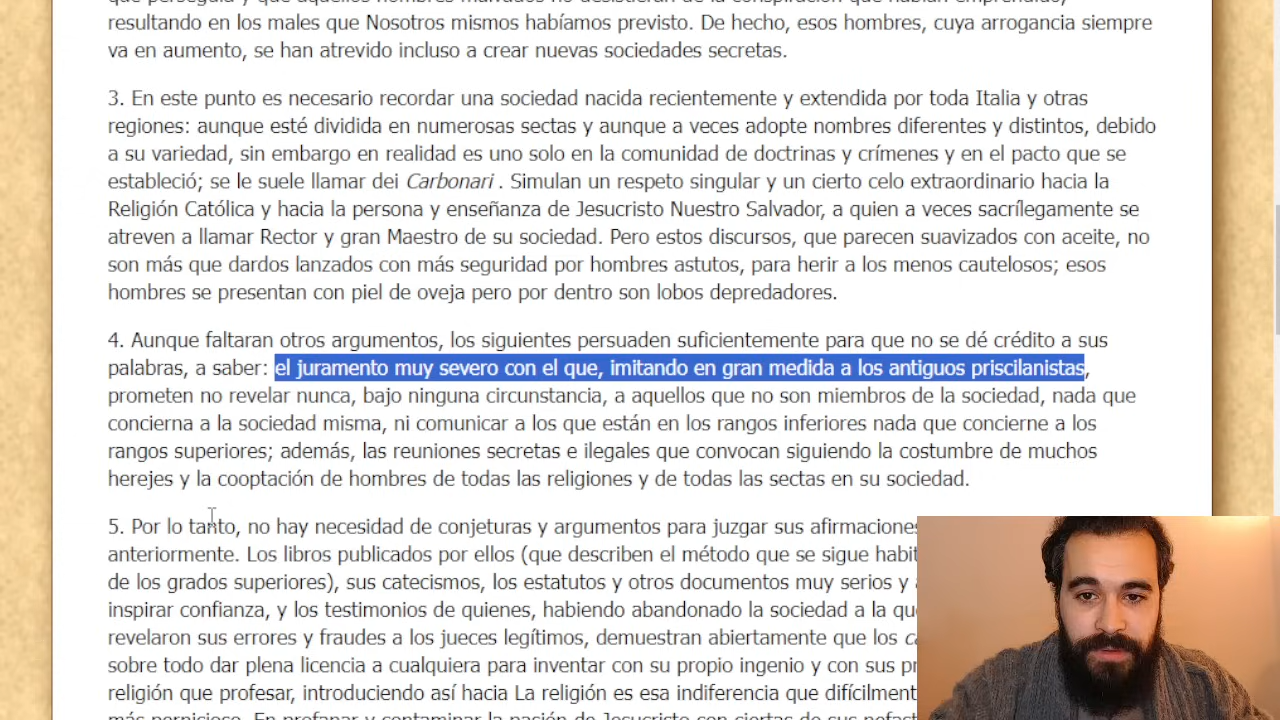 resultando en los males que Nosotros mismos habíamos previsto. De hecho, esos hombres, cuya arrogancia siempre
va en aumento, se han atrevido incluso a crear nuevas sociedades secretas.
3. En este punto es necesario recordar una sociedad nacida recientemente y extendida por toda Italia y otras
regiones: aunque esté dividida en numerosas sectas y aunque a veces adopte nombres diferentes y distintos, debido
a su variedad, sin embargo en realidad es uno solo en la comunidad de doctrinas y crímenes y en el pacto que se
estableció; se le suele llamar dei Carbonari . Simulan un respeto singular y un cierto celo extraordinario hacia la
Religión Católica y hacia la persona y enseñanza de Jesucristo Nuestro Salvador, a quien a veces sacrílegamente se
atreven a llamar Rector y gran Maestro de su sociedad. Pero estos discursos, que parecen suavizados con aceite, no
son más que dardos lanzados con más seguridad por hombres astutos, para herir a los menos cautelosos; esos
hombres se presentan con piel de oveja pero por dentro son lobos depredadores.
4. Aunque faltaran otros argumentos, los siguientes persuaden suficientemente para que no se dé crédito a sus
palabras, a saber: el juramento muy severo con el que, imitando en gran medida a los antiguos priscilanistas,
prometen no revelar nunca, bajo ninguna circunstancia, a aquellos que no son miembros de la sociedad, nada que
concierna a la sociedad misma, ni comunicar a los que están en los rangos inferiores nada que concierne a los
rangos superiores; además, las reuniones secretas e ilegales que convocan siguiendo la costumbre de muchos
herejes y la cooptación de hombres de todas las religiones y de todas las sectas en su sociedad.
5. Por lo tanto, no hay necesidad de conjeturas y argumentos para juzgar sus afirmaciones
anteriormente. Los libros publicados por ellos (que describen el método que se sigue
de los grados superiores), sus catecismos, los estatutos y otros documentos muy serios y
inspirar confianza, y los testimonios de quienes, habiendo abandonado la sociedad a la
revelaron sus errores y fraudes a los jueces legítimos, demuestran abiertamente que los
sobre todo dar plena licencia a cualquiera para inventar con su propio ingenio y con sus
religión que profesar, introduciendo así hacia La religión es esa indiferencia que